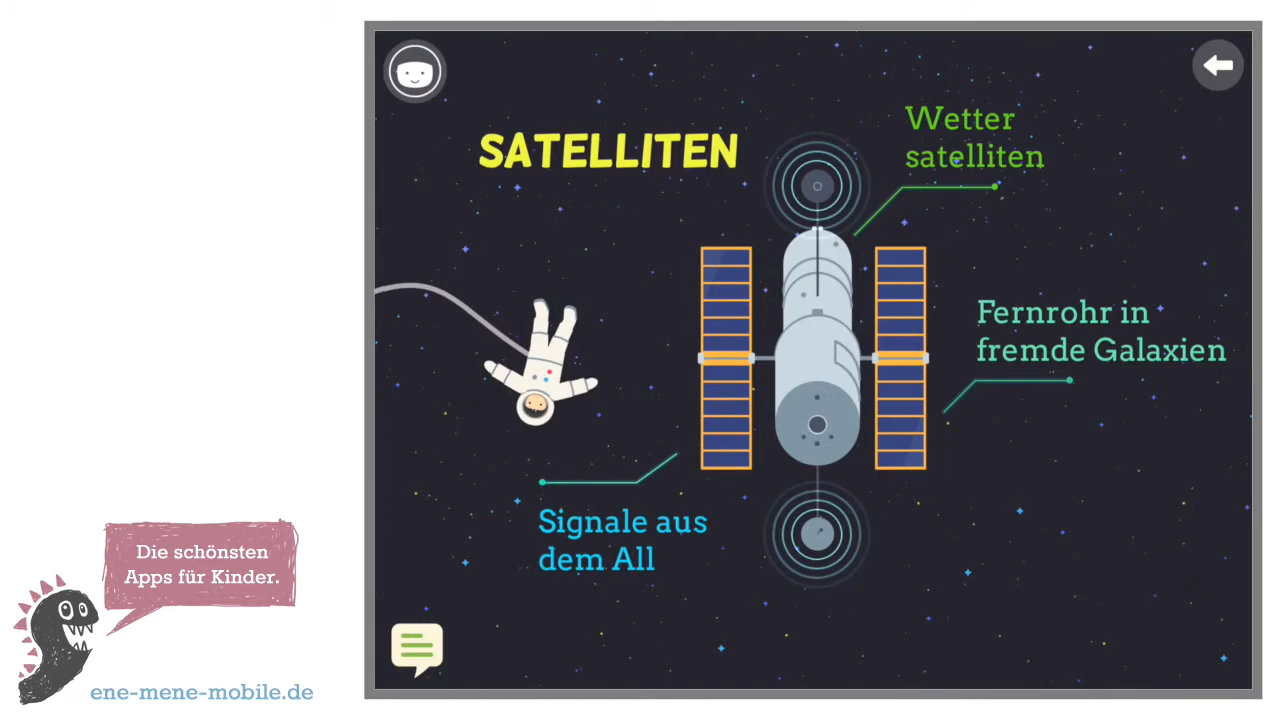 SATELLITEN
Wetter
satelliten
Fernrohr in
fremde Galaxien
Signale aus
dem All
Die schönsten
Apps für Kinder.
ene-mene-mobile.de